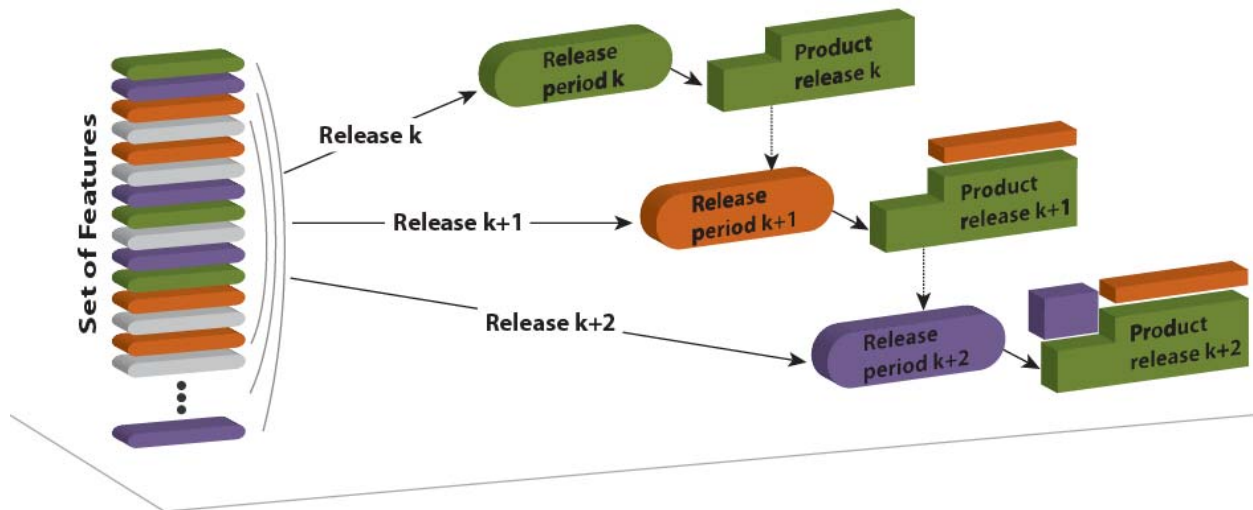 Set of Features
Release k
Release k+1
Release k+2
Release
period k
Product
release k
Release
period k+1
Product
release k+1
Release
period k+2
Product
release k+2